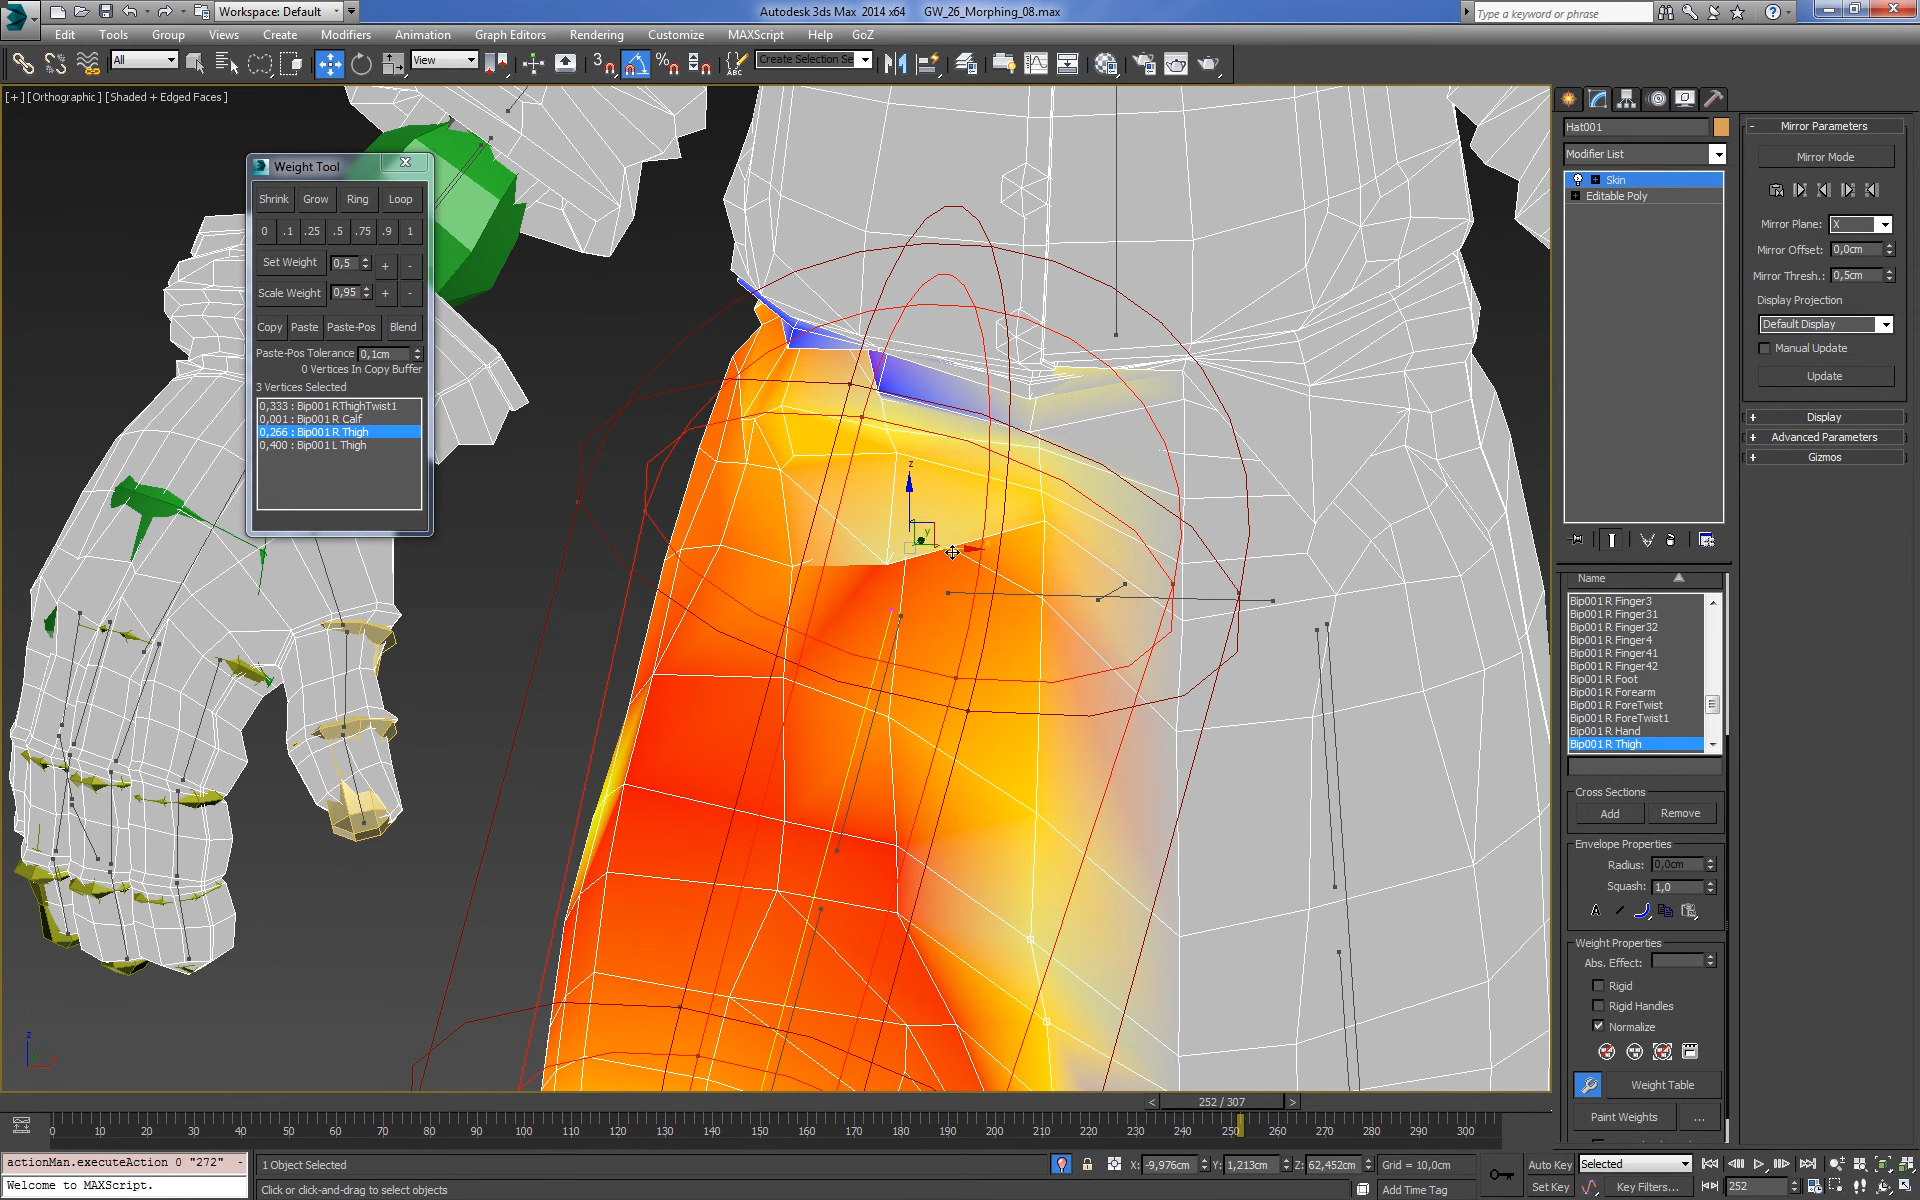 Workspace: Default
Autodesk 3ds Max 2014 x64 GW_26_Morphing_08.max
Type a keyword or phrase
Edit Tools Group Views Create Modifiers Animation Graph Editors Rendering Customize MAXScript Help GoZ
All
View
3
Create Selection Se
[+] [Orthographic] [Shaded + Edged Faces]
Weight Tool
Shrink Grow Ring Loop
0 .1 .25 .5 .75 .9 1
Set Weight 0,5 + -
Scale Weight 0,95 + -
Copy Paste Paste-Pos Blend
Paste-Pos Tolerance 0,1cm
0 Vertices In Copy Buffer
3 Vertices Selected
0,333 : Bip001 RThighTwist1
0,001 : Bip001 R Calf
0,266 : Bip001 R Thigh
0,400 : Bip001 L Thigh
z
y
z
Hat001
Modifier List
Skin
Editable Poly
Name
Bip001 R Finger3
Bip001 R Finger31
Bip001 R Finger32
Bip001 R Finger4
Bip001 R Finger41
Bip001 R Finger42
Bip001 R Foot
Bip001 R Forearm
Bip001 R ForeTwist
Bip001 R ForeTwist1
Bip001 R Hand
Bip001 R Thigh
Cross Sections
Add Remove
Envelope Properties
Radius: 0,0cm
Squash: 1,0
A
Weight Properties
Abs. Effect:
Rigid
Rigid Handles
Normalize
Weight Table
Paint Weights ...
- Mirror Parameters
Mirror Mode
Mirror Plane: X
Mirror Offset: 0,0cm
Mirror Thresh.: 0,5cm
Display Projection
Default Display
Manual Update
Update
+ Display
+ Advanced Parameters
+ Gizmos
< 252 / 307 >
0 10 20 30 40 50 60 70 80 90 100 110 120 130 140 150 160 170 180 190 200 210 220 230 240 250 260 270 280 290 300
actionMan.executeAction 0 "272" -
Welcome to MAXScript.
1 Object Selected
Click or click-and-drag to select objects
X: -9,976cm Y: 1,213cm Z: 62,452cm Grid = 10,0cm
Add Time Tag
Auto Key Selected
Set Key Key Filters... 252